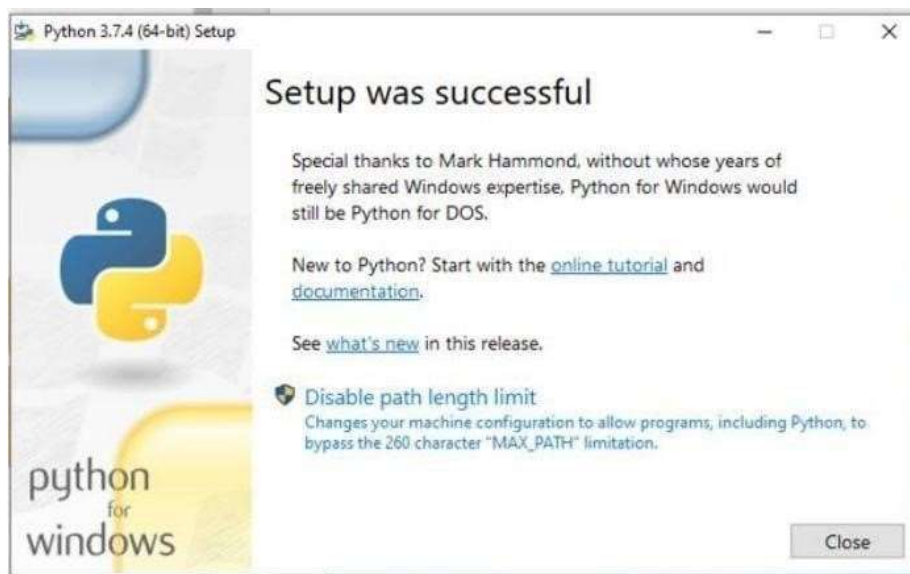 Python 3.7.4 (64-bit) Setup
Setup was successful
Special thanks to Mark Hammond, without whose years of
freely shared Windows expertise, Python for Windows would
still be Python for DOS.
New to Python? Start with the online tutorial and
documentation.
See what's new in this release.
Disable path length limit
Changes your machine configuration to allow programs, including Python, to
bypass the 260 character "MAX_PATH" limitation.
python
for
windows
Close